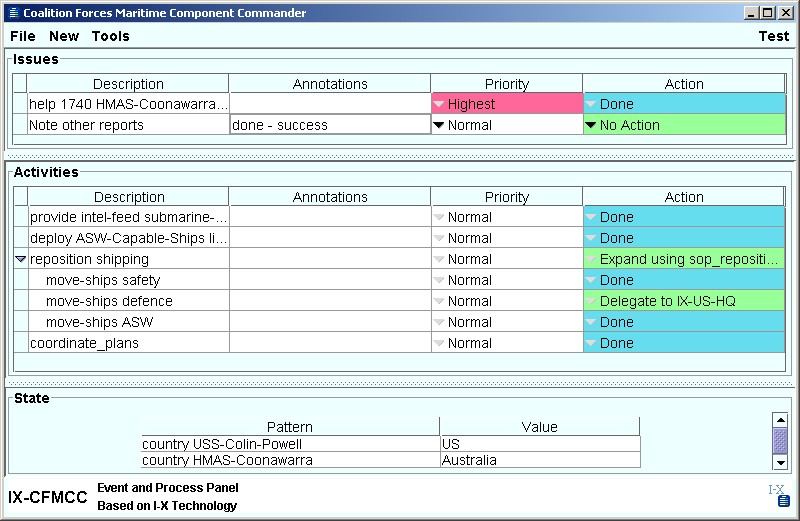 Coalition Forces Maritime Component Commander
File New Tools Test
Issues
Description Annotations Priority Action
help 1740 HMAS-Coonawarra... Highest Done
Note other reports done - success Normal No Action
Activities
Description Annotations Priority Action
provide intel-feed submarine-... Normal Done
deploy ASW-Capable-Ships li... Normal Done
reposition shipping Normal Expand using sop_repositi...
move-ships safety Normal Done
move-ships defence Normal Delegate to IX-US-HQ
move-ships ASW Normal Done
coordinate_plans Normal Done
State
Pattern Value
country USS-Colin-Powell US
country HMAS-Coonawarra Australia
IX-CFMCC Event and Process Panel
Based on I-X Technology
I-X